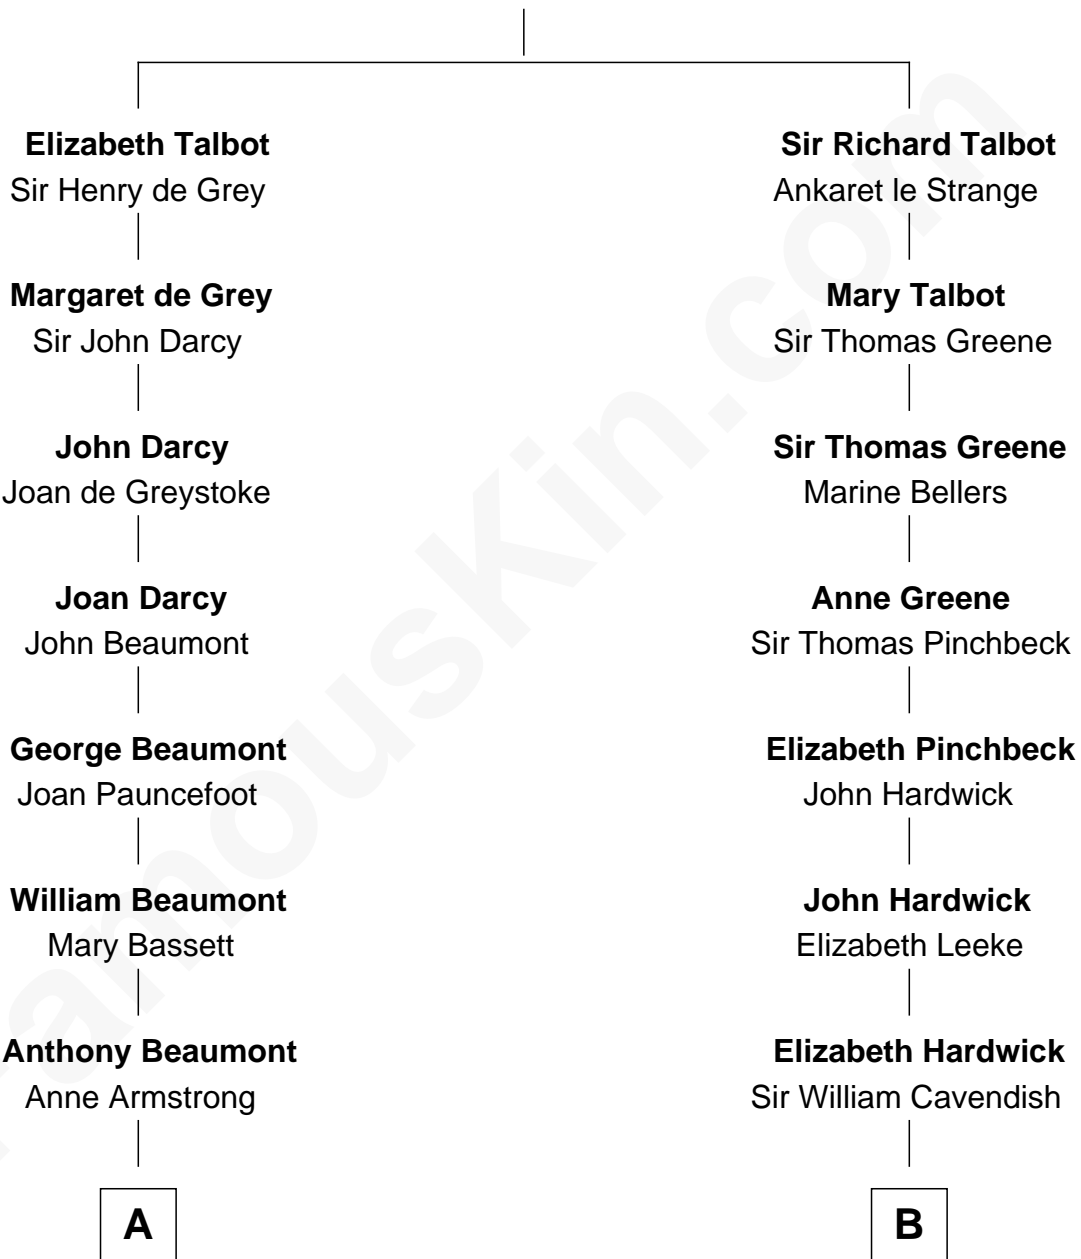 Elizabeth Talbot
Sir Henry de Grey
Margaret de Grey
Sir John Darcy
John Darcy
Joan de Greystoke
Joan Darcy
John Beaumont
George Beaumont
Joan Pauncefoot
William Beaumont
Mary Bassett
Anthony Beaumont
Anne Armstrong
A
Sir Richard Talbot
Ankaret le Strange
Mary Talbot
Sir Thomas Greene
Sir Thomas Greene
Marine Bellers
Anne Greene
Sir Thomas Pinchbeck
Elizabeth Pinchbeck
John Hardwick
John Hardwick
Elizabeth Leeke
Elizabeth Hardwick
Sir William Cavendish
B
FamousKin.com